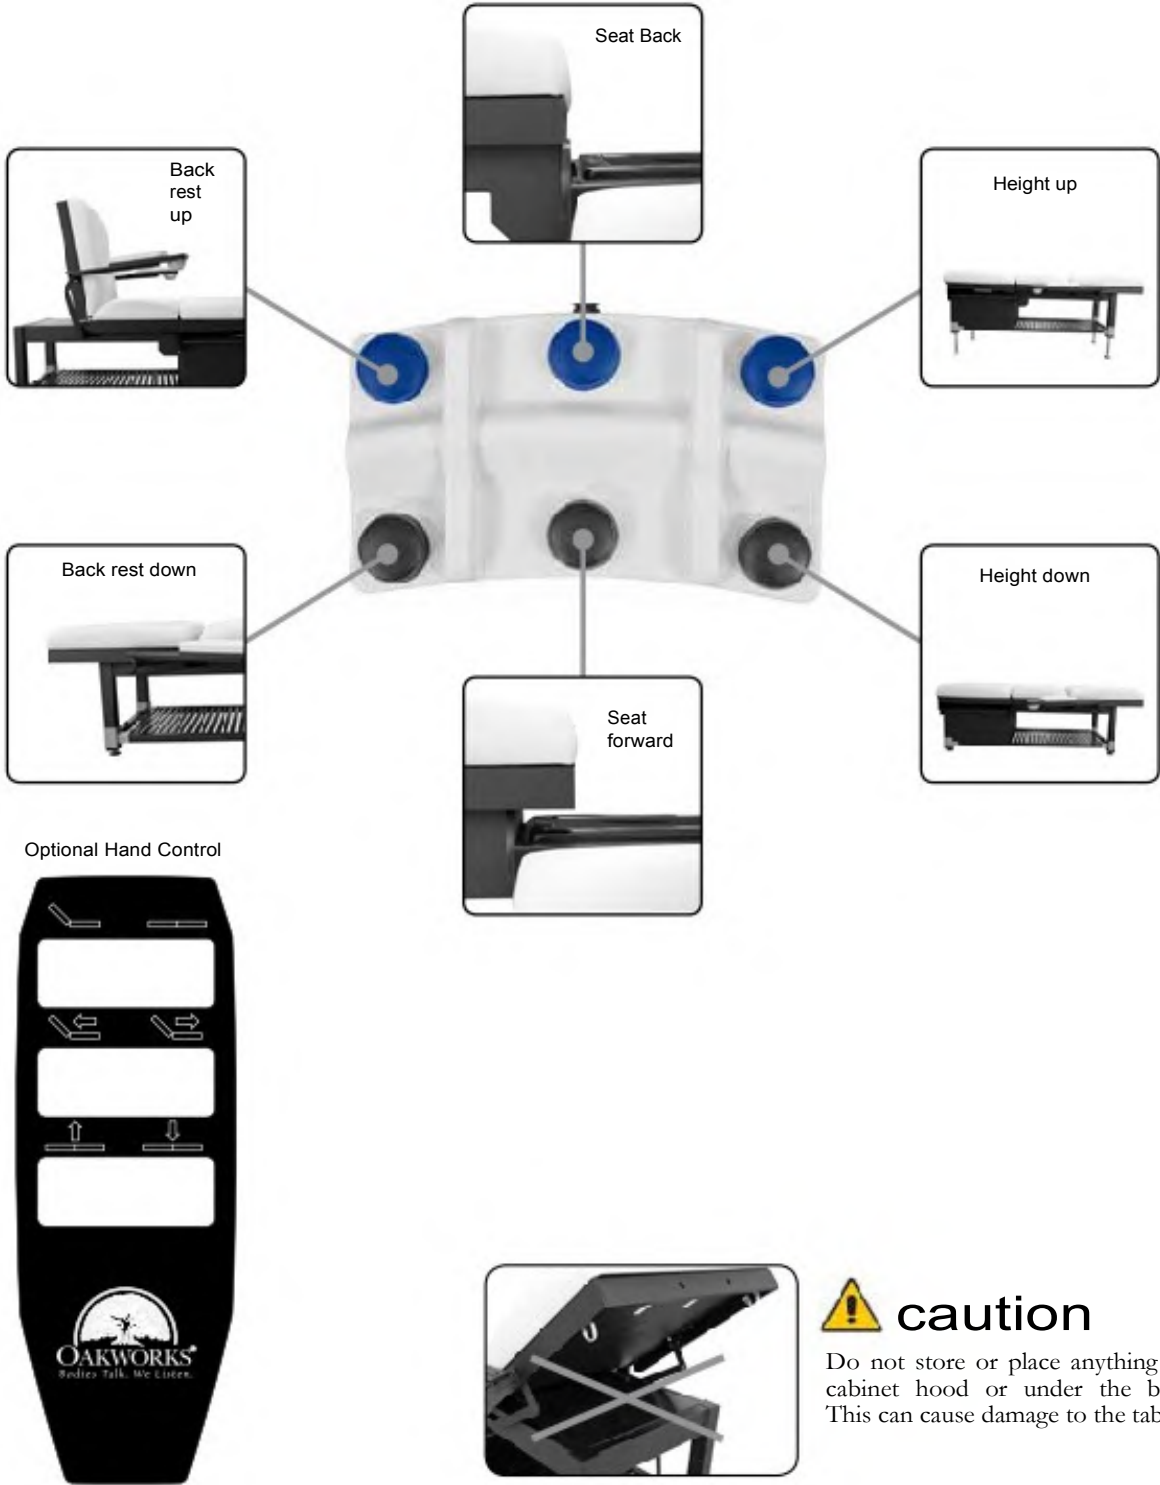 Seat Back
Back
rest
up
Height up
Back rest down
Height down
Seat
forward
Optional Hand Control
OAKWORKS®
Bodies Talk. We Listen.
caution
Do not store or place anything
cabinet hood or under the
This can cause damage to the